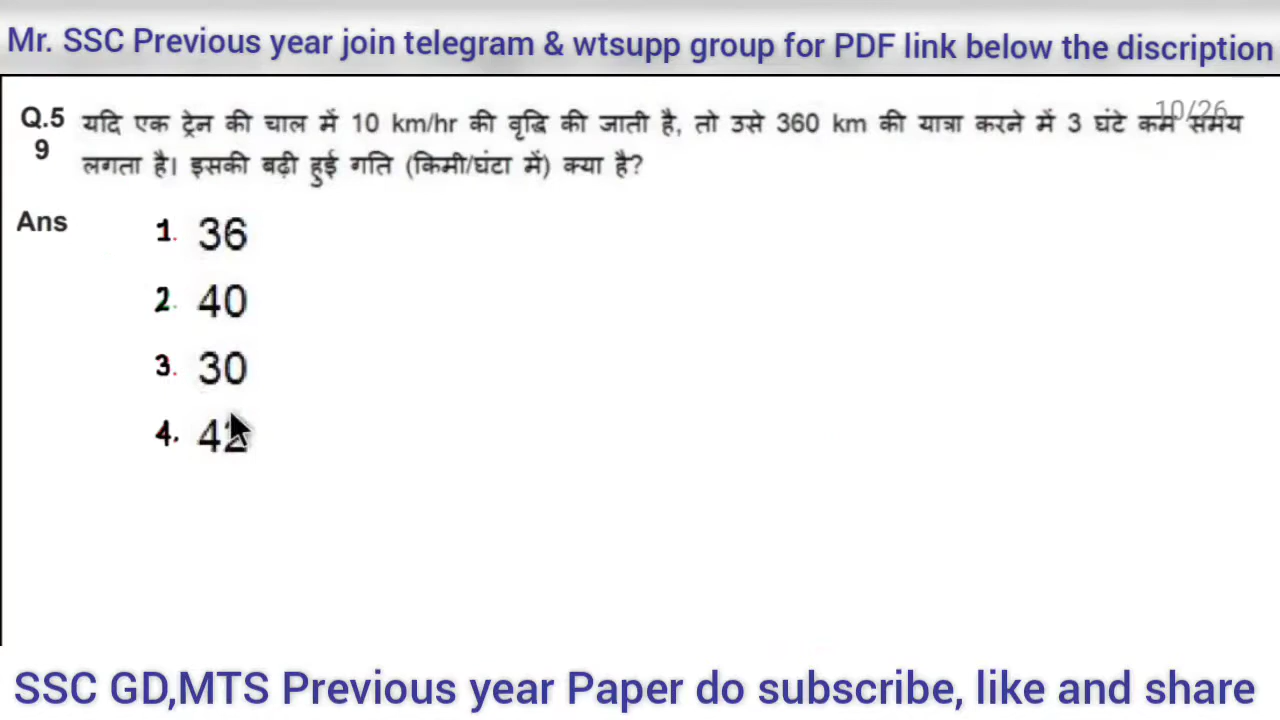 Mr. SSC Previous year join telegram & wtsupp group for PDF link below the discription
10/26
Q.5 यदि एक ट्रेन की चाल में 10 km/hr की वृद्धि की जाती है, तो उसे 360 km की यात्रा करने में 3 घंटे कम समय
9 लगता है। इसकी बढ़ी हुई गति (किमी/घंटा में) क्या है?
Ans 1. 36
2. 40
3. 30
4. 42
SSC GD,MTS Previous year Paper do subscribe, like and share